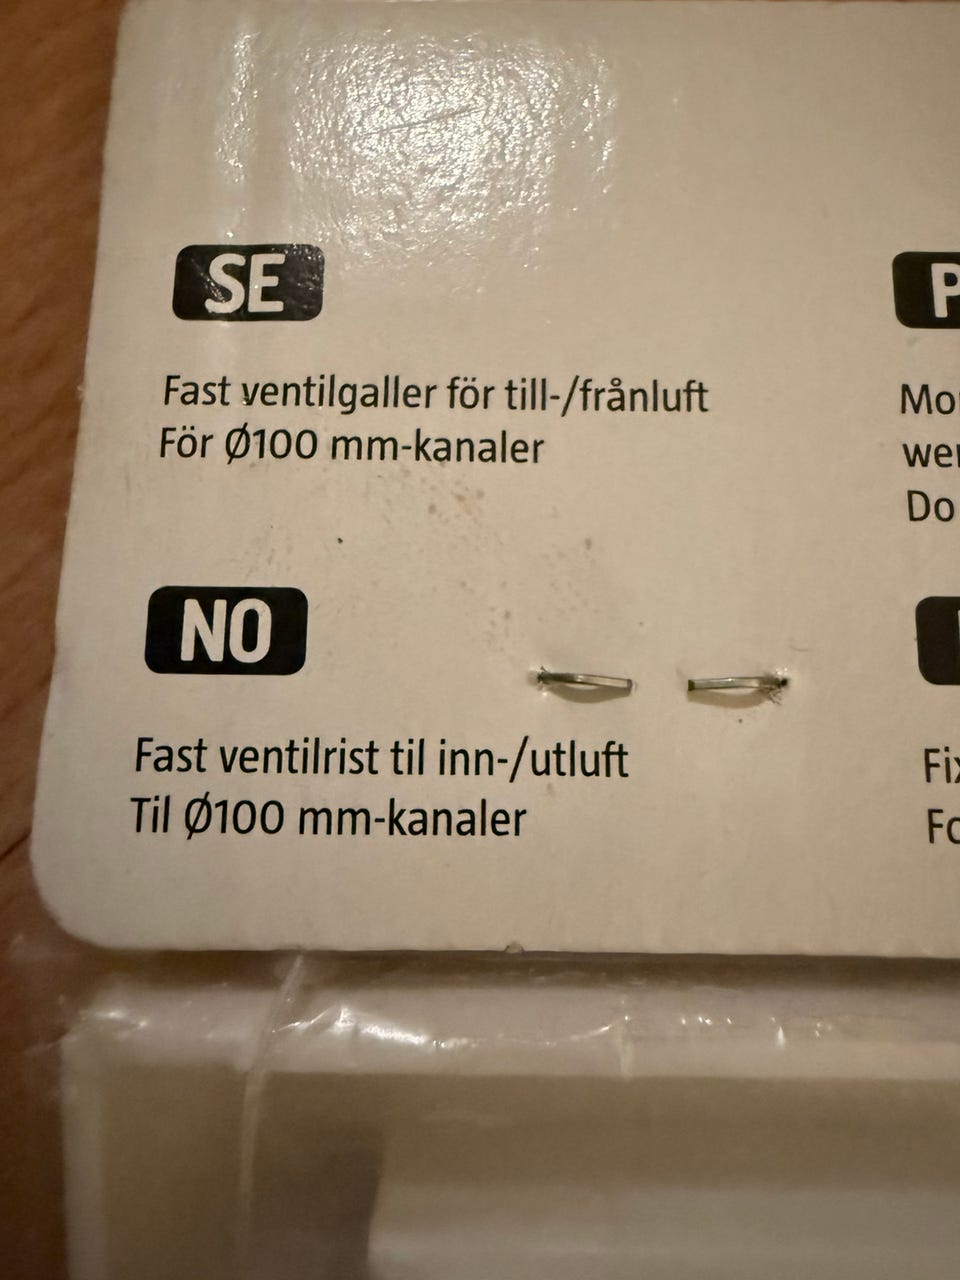 SE
Fast ventilgaller för till-/frånluft
För Ø100 mm-kanaler
NO
Fast ventilrist til inn-/utluft
Til Ø100 mm-kanaler
P
Do